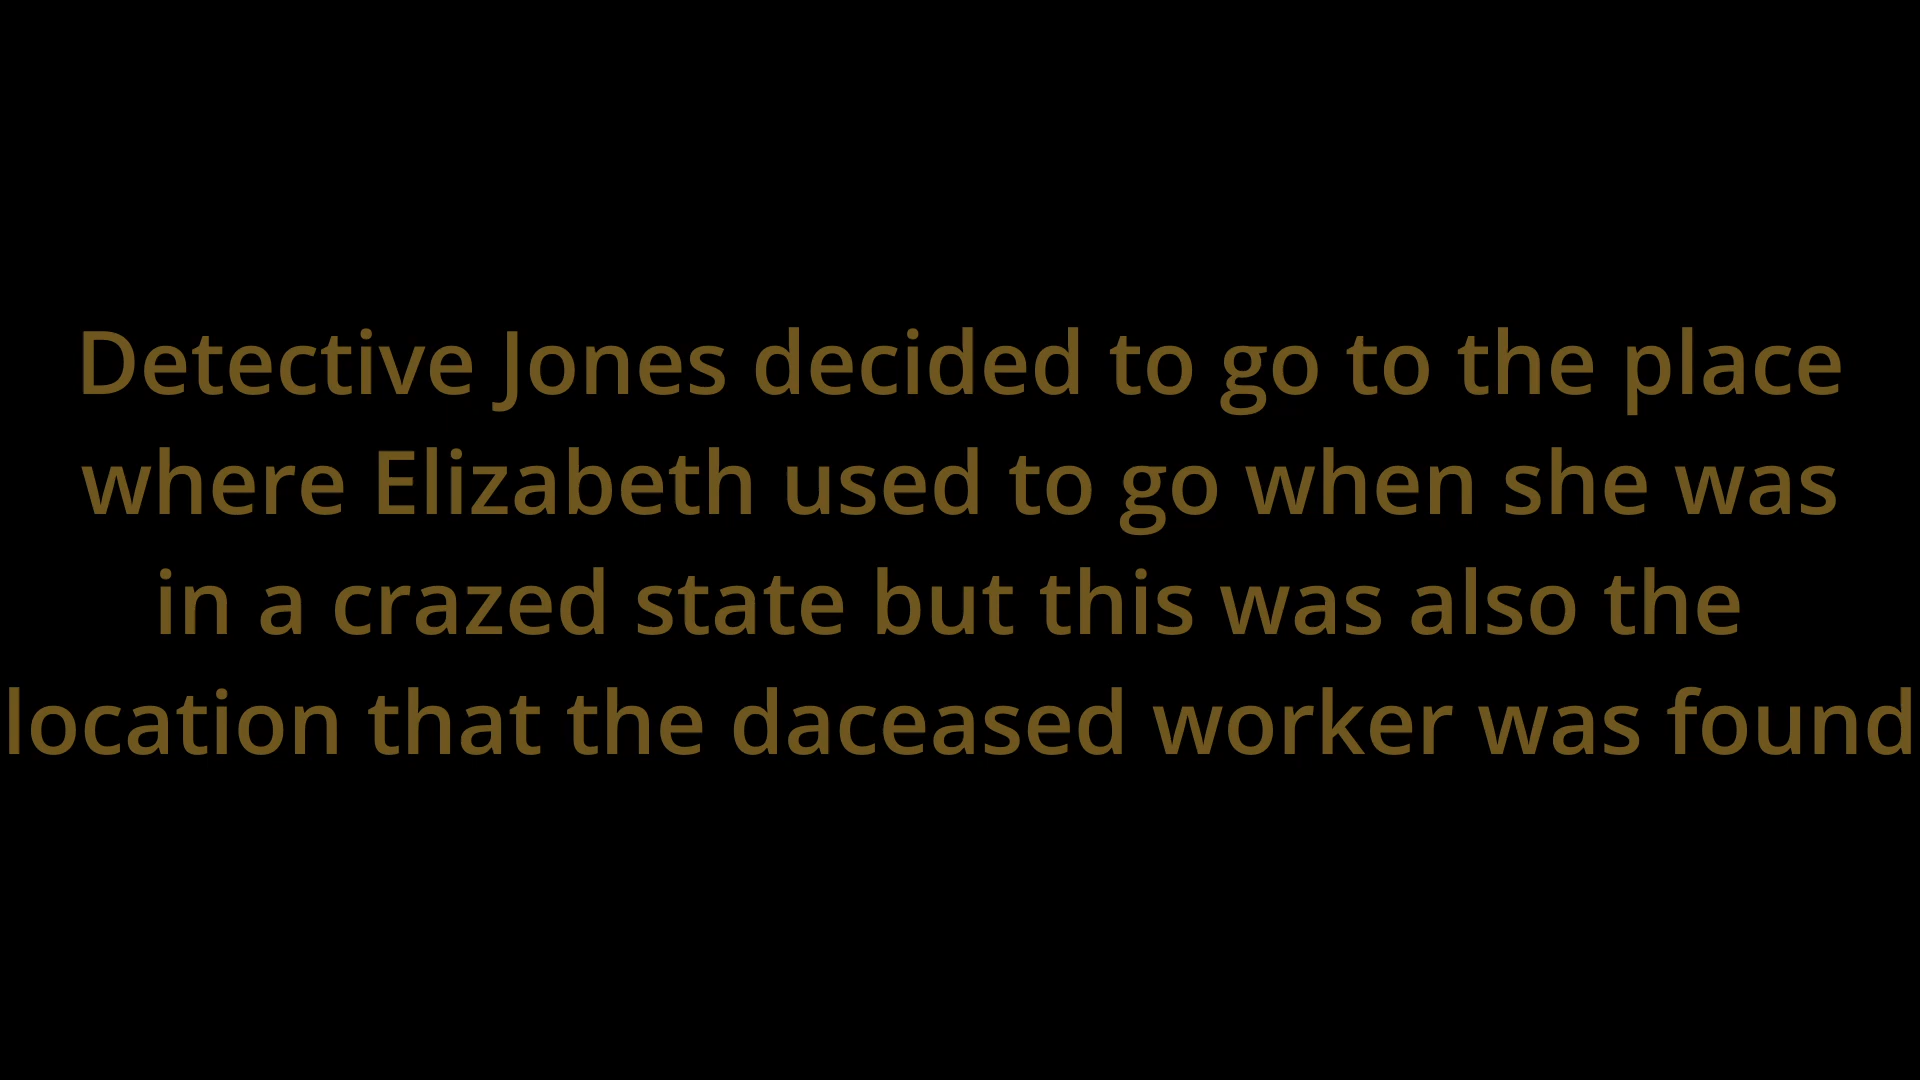 Detective Jones decided to go to the place
where Elizabeth used to go when she was
in a crazed state but this was also the
location that the daceased worker was found